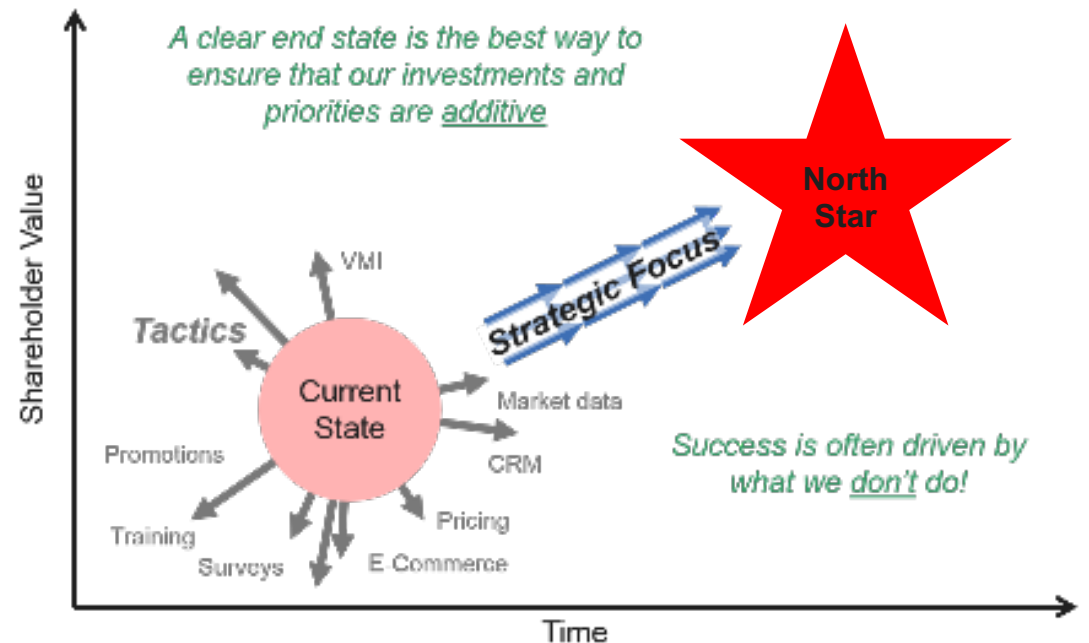 A clear end state is the best way to
ensure that our investments and
priorities are additive
North
Star
Shareholder Value
VMI
Strategic Focus
Tactics
Current
State
Market data
Promotions
CRM
Success is often driven by
what we don't do!
Training
Pricing
Surveys
E-Commerce
Time